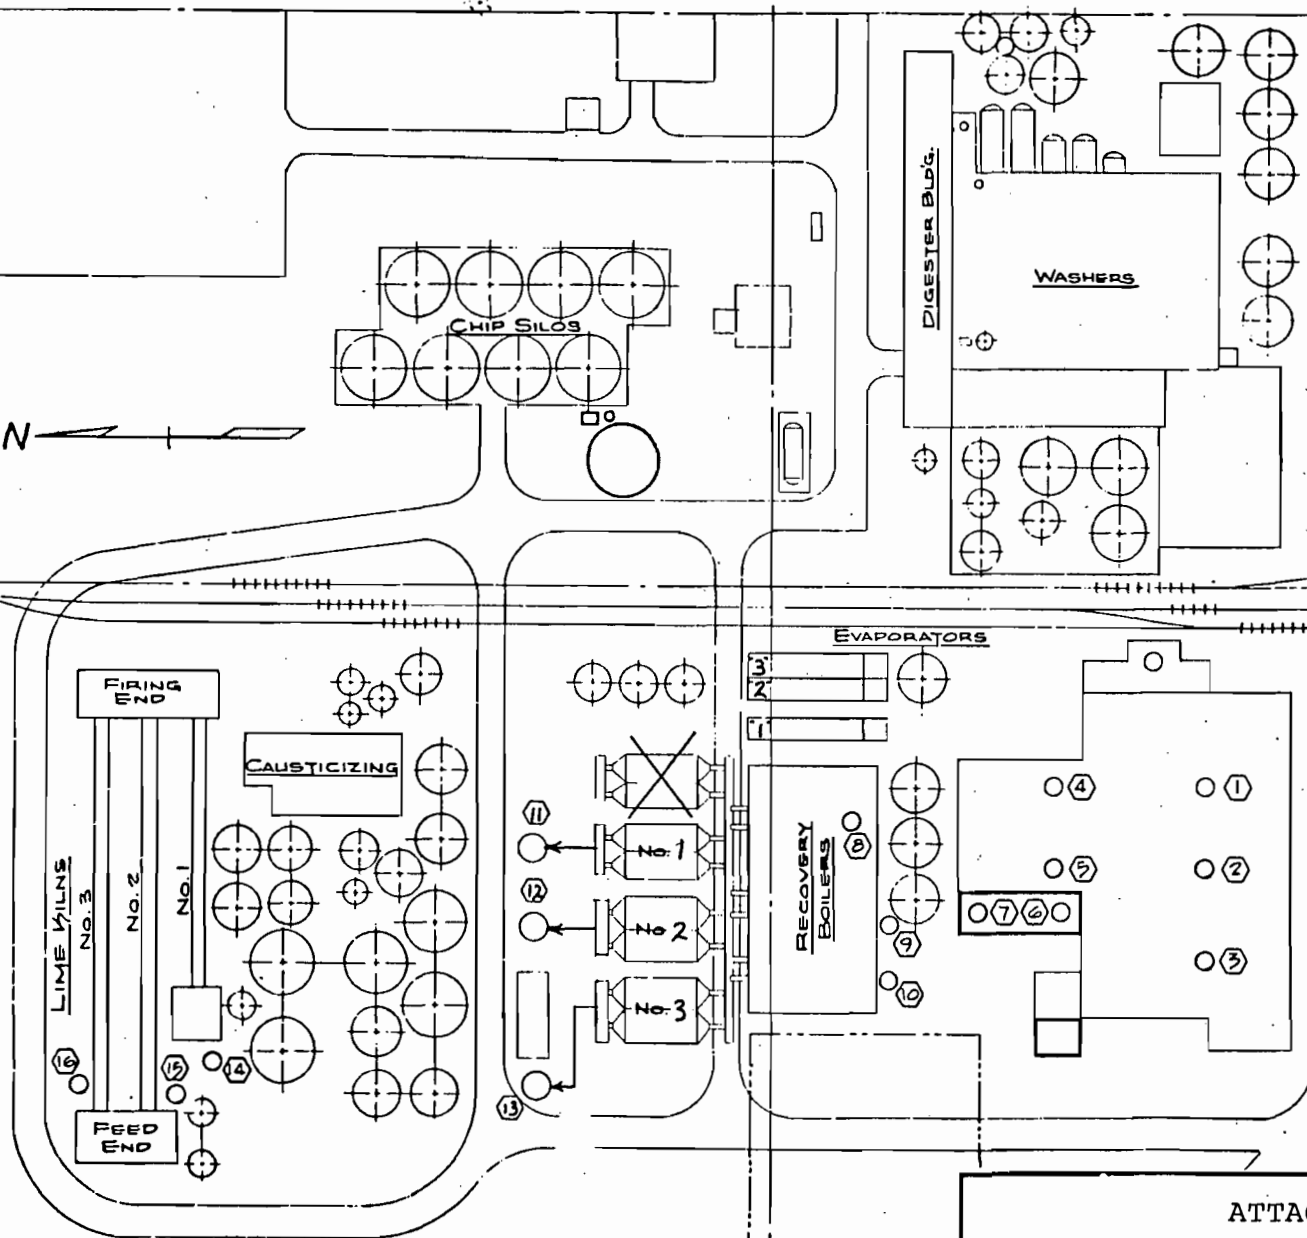 DIGESTER BLD'G.
WASHERS
CHIP SILOS
N
EVAPORATORS
3
2
1
FIRING
END
CAUSTICIZING
LIME KILNS
No. 3
No. 2
No. 1
11
No. 1
12
No 2
No. 3
13
RECOVERY
BOILERS
8
9
10
4
1
5
2
7
6
3
16
15
14
FEED
END
ATTA